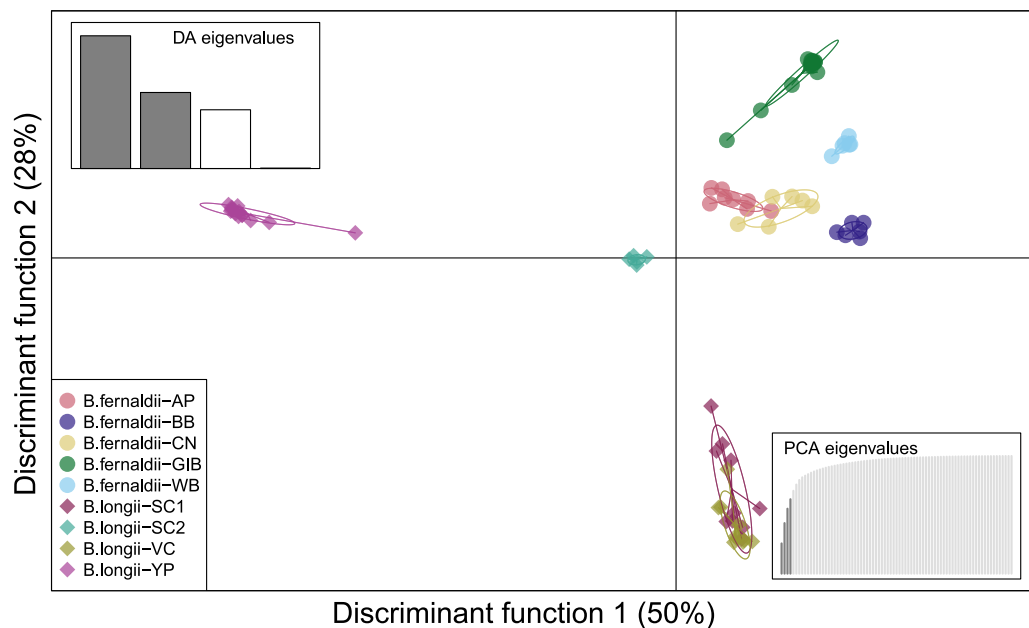 DA eigenvalues
Discriminant function 2 (28%)
B.fernaldii−AP
B.fernaldii−BB
B.fernaldii−CN
B.fernaldii−GIB
B.fernaldii−WB
B.longii−SC1
B.longii−SC2
B.longii−VC
B.longii−YP
PCA eigenvalues
Discriminant function 1 (50%)